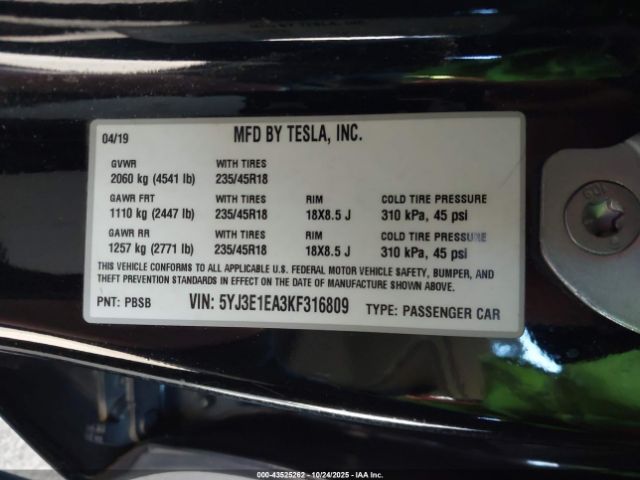 04/19 MFD BY TESLA, INC.
GVWR WITH TIRES
2060 kg (4541 lb) 235/45R18
GAWR FRT WITH TIRES RIM COLD TIRE PRESSURE
1110 kg (2447 lb) 235/45R18 18X8.5 J 310 kPa, 45 psi
GAWR RR WITH TIRES RIM COLD TIRE PRESSURE
1257 kg (2771 lb) 235/45R18 18X8.5 J 310 kPa, 45 psi
THIS VEHICLE CONFORMS TO ALL APPLICABLE U.S. FEDERAL MOTOR VEHICLE SAFETY, BUMPER, AND
THEFT PREVENTION STANDARDS IN EFFECT ON THE DATE OF MANUFACTURE SHOWN ABOVE.
PNT: PBSB VIN: 5YJ3E1EA3KF316809 TYPE: PASSENGER CAR
000-43525262 - 10/24/2025 - IAA Inc.